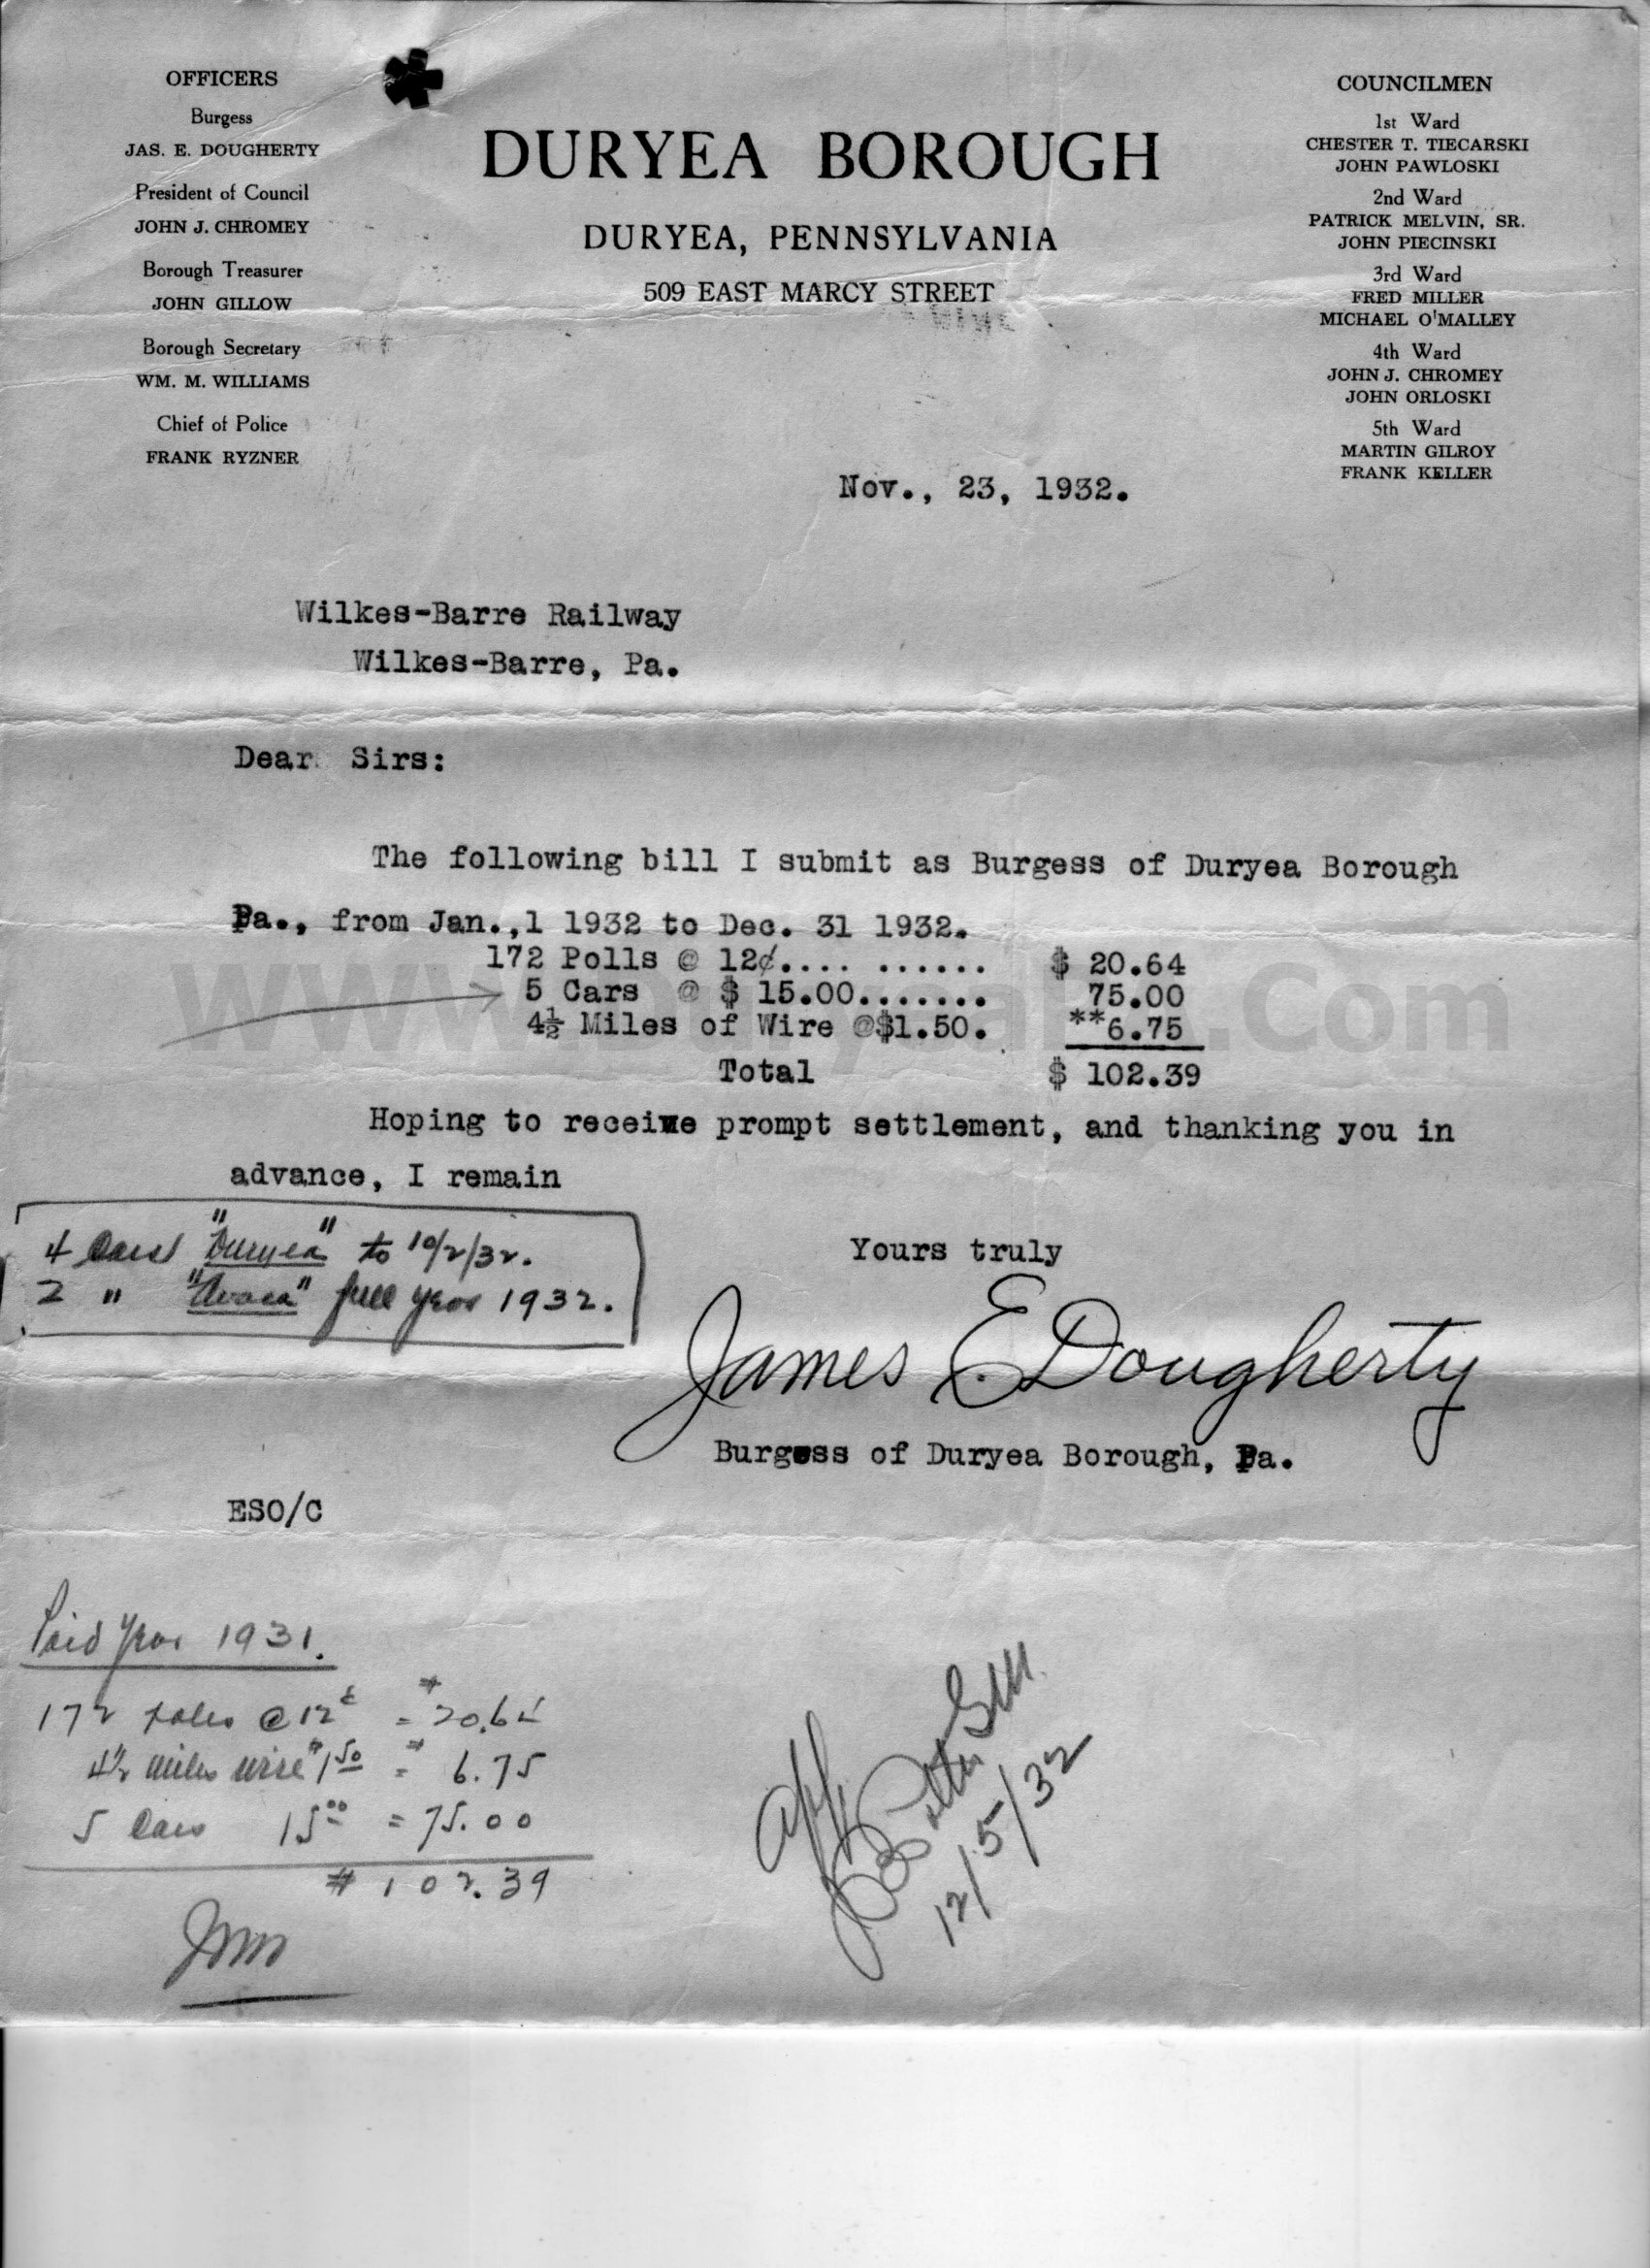 OFFICERS
Burgess
JAS. E. DOUGHERTY
President of Council
JOHN J. CHROMEY
Borough Treasurer
JOHN GILLOW
Borough Secretary
WM. M. WILLIAMS
Chief of Police
FRANK RYZNER
DURYEA BOROUGH
DURYEA, PENNSYLVANIA
509 EAST MARCY STREET
COUNCILMEN
1st Ward
CHESTER T. TIECARSKI
JOHN PAWLOSKI
2nd Ward
PATRICK MELVIN, SR.
JOHN PIECINSKI
3rd Ward
FRED MILLER
MICHAEL O'MALLEY
4th Ward
JOHN J. CHROMEY
JOHN ORLOSKI
5th Ward
MARTIN GILROY
FRANK KELLER
Nov., 23, 1932.
Wilkes-Barre Railway
Wilkes-Barre, Pa.
Dear Sirs:
The following bill I submit as Burgess of Duryea Borough
Pa., from Jan.,1 1932 to Dec. 31 1932.
172 Polls @ 12¢.... ...... $ 20.64
5 Cars @ $ 15.00....... 75.00
4½ Miles of Wire @$1.50. **6.75
Total $ 102.39
Hoping to receive prompt settlement, and thanking you in
advance, I remain
4 Cars "Duryea" to 10/2/32.
2 " "Avoca" full year 1932.
Yours truly
James E. Dougherty
Burgess of Duryea Borough, Pa.
ESO/C
Paid Year 1931.
172 poles @ 12¢ = $20.64
4½ miles wire $1.50 = $ 6.75
5 Cars 15.00 = 75.00
$ 102.39
12/15/32